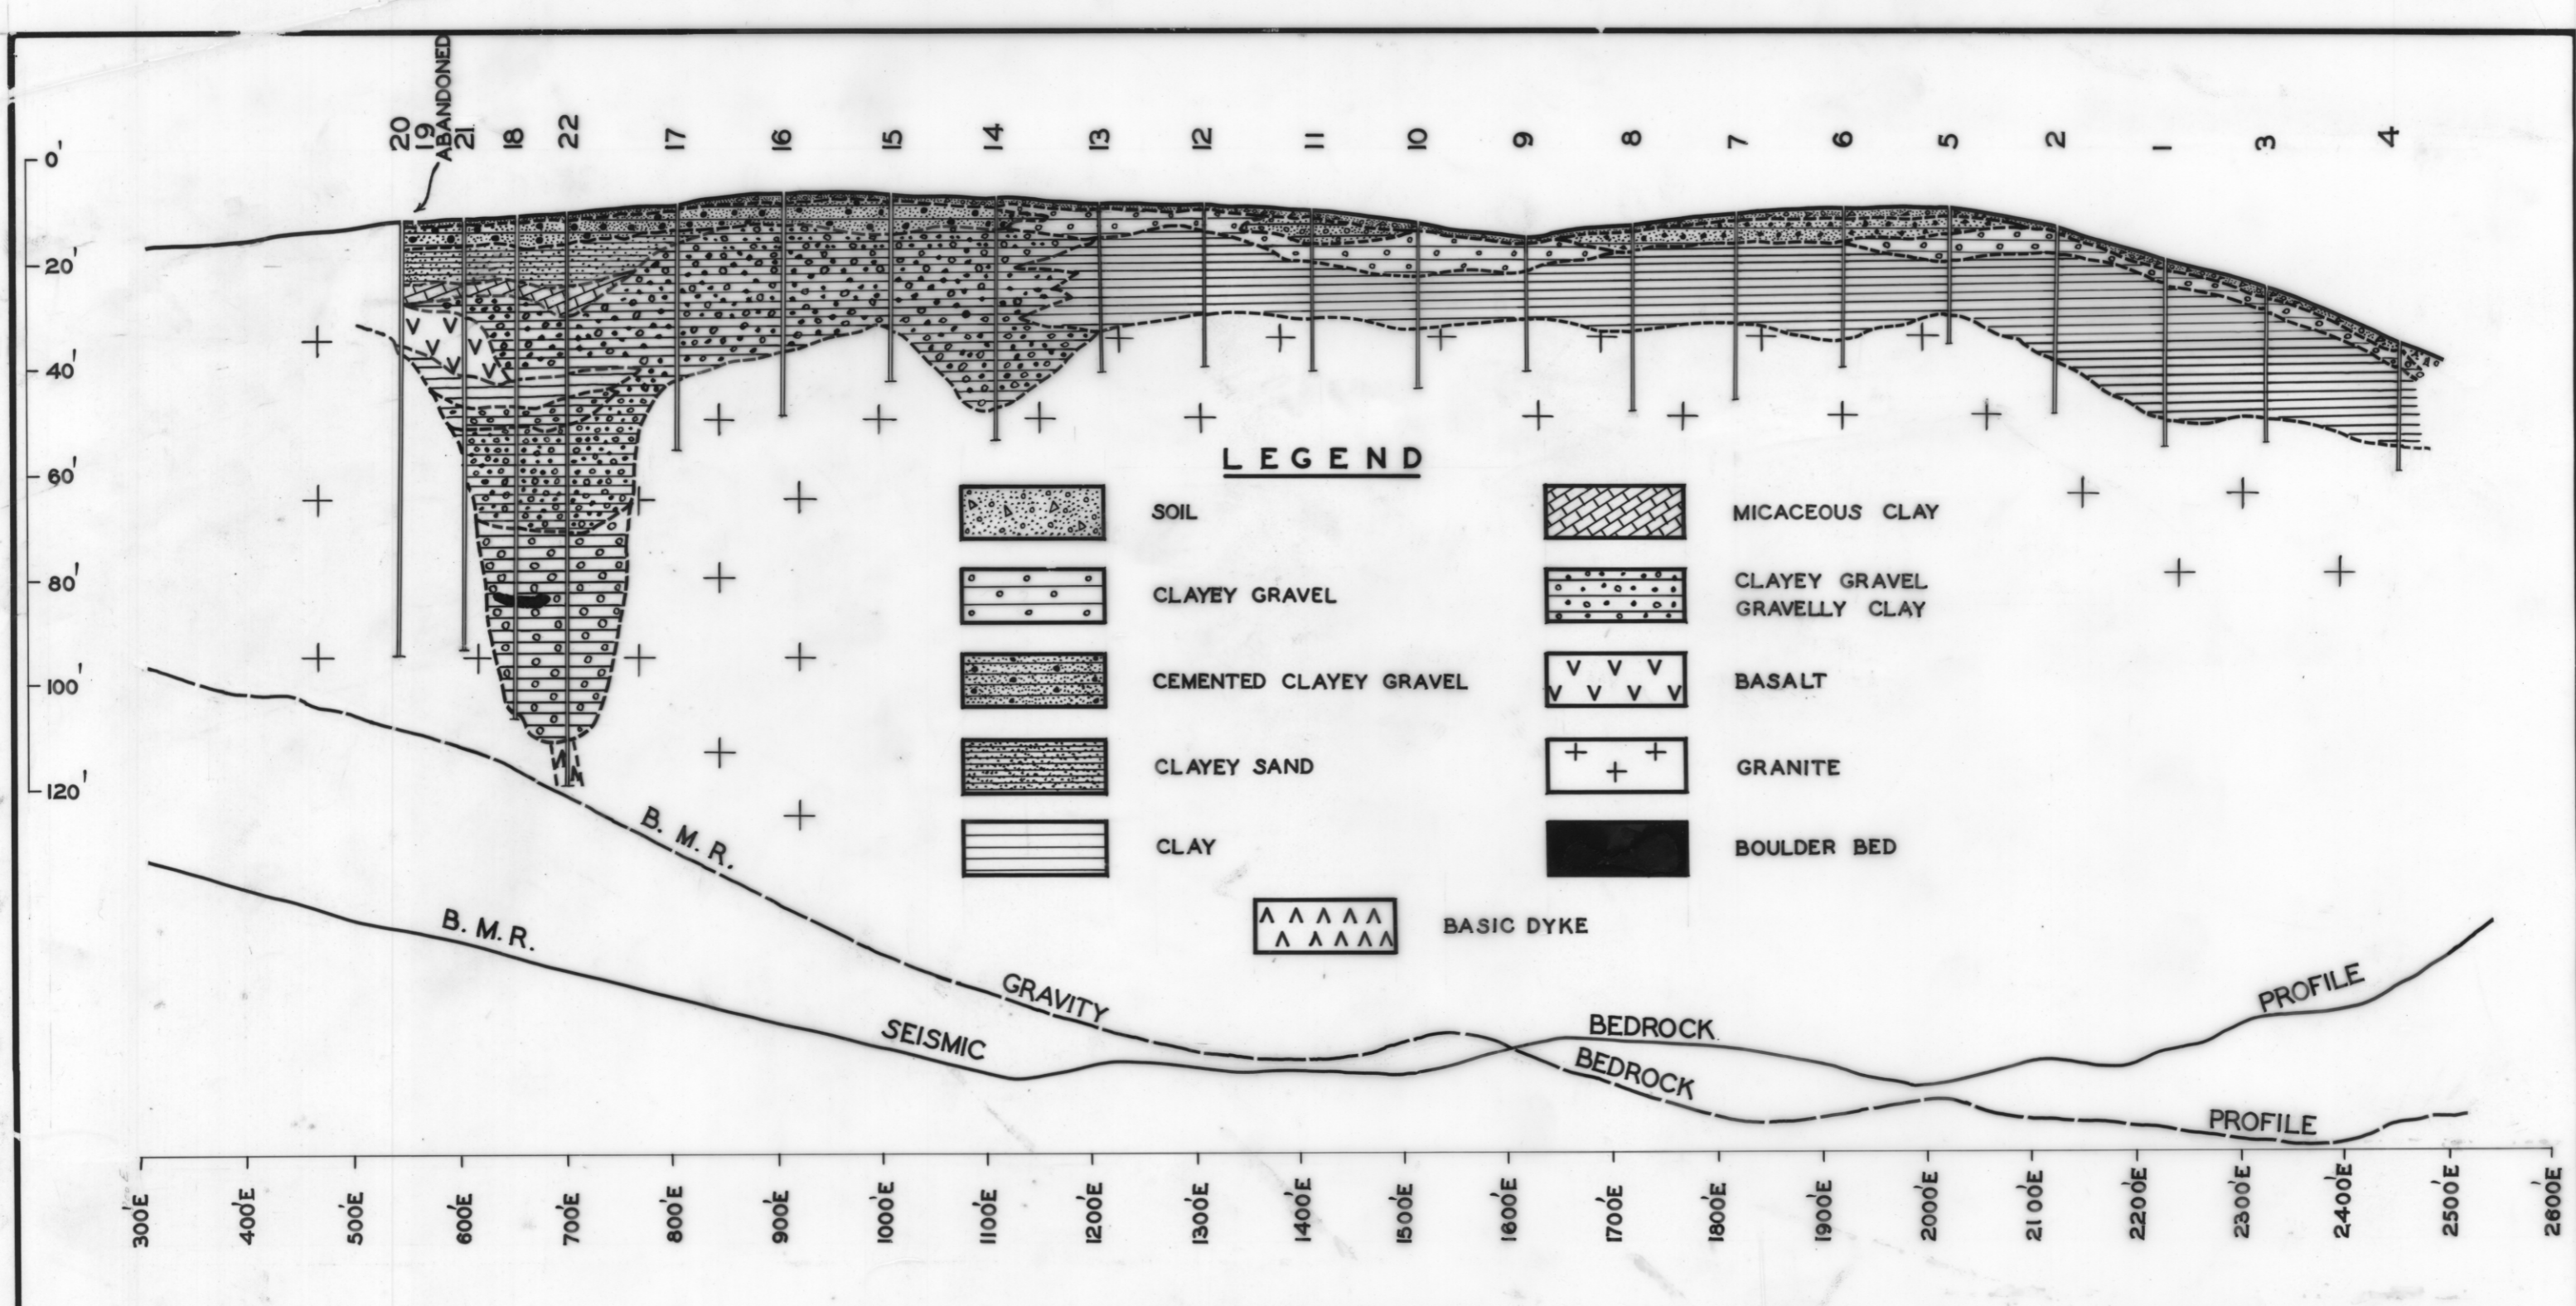 ABANDONED
20 19 21 18 22 17 16 15 14 13 12 11 10 9 8 7 6 5 2 1 3 4
0'
20'
40'
60'
80'
100'
120'
LEGEND
SOIL
MICACEOUS CLAY
CLAYEY GRAVEL
CLAYEY GRAVEL
GRAVELLY CLAY
CEMENTED CLAYEY GRAVEL
BASALT
CLAYEY SAND
GRANITE
CLAY
BOULDER BED
BASIC DYKE
B. M. R. GRAVITY BEDROCK PROFILE
B. M. R. SEISMIC BEDROCK PROFILE
300'E 400'E 500'E 600'E 700'E 800'E 900'E 1000'E 1100'E 1200'E 1300'E 1400'E 1500'E 1600'E 1700'E 1800'E 1900'E 2000'E 2100'E 2200'E 2300'E 2400'E 2500'E 2600'E